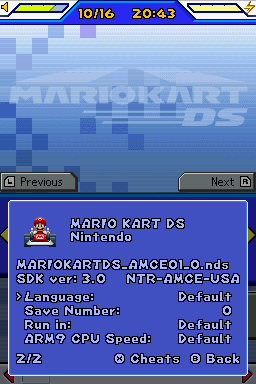 10/16 20:43
MARIOKART
DS
L Previous
Next R
MARIO KART DS
Nintendo
MARIOKARTDS_AMCE01_0.nds
SDK ver: 3.0 NTR-AMCE-USA
> Language: Default
Save Number: 0
Run in: Default
ARM9 CPU Speed: Default
2/2 X Cheats B Back